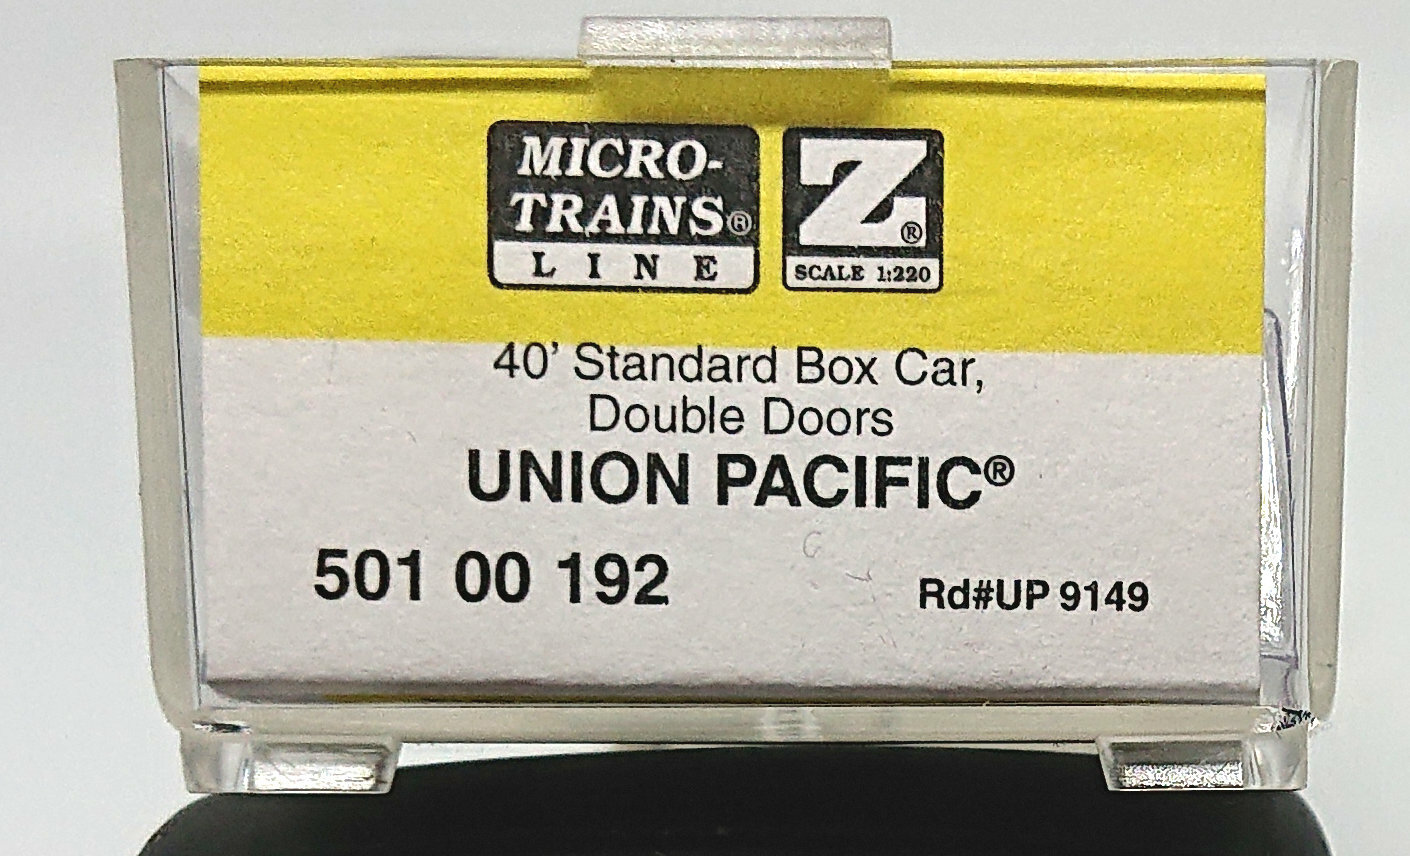 MICRO-
TRAINS®
LINE
Z®
SCALE 1:220
40' Standard Box Car,
Double Doors
UNION PACIFIC®
501 00 192
Rd#UP 9149